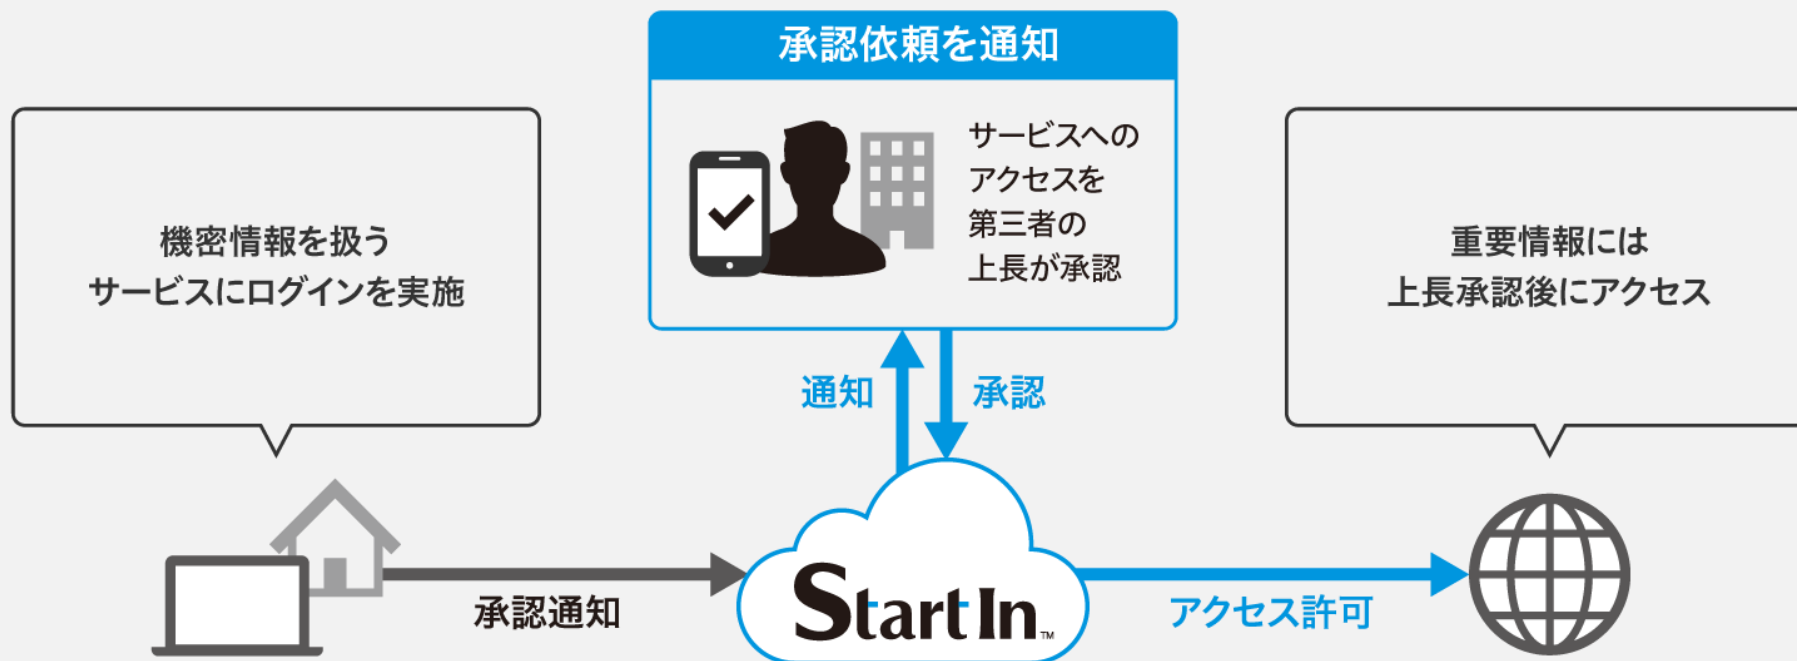 承認依頼を通知
サービスへの
アクセスを
第三者の
上長が承認
機密情報を扱う
サービスにログインを実施
重要情報には
上長承認後にアクセス
通知
承認
承認通知
StartIn™
アクセス許可